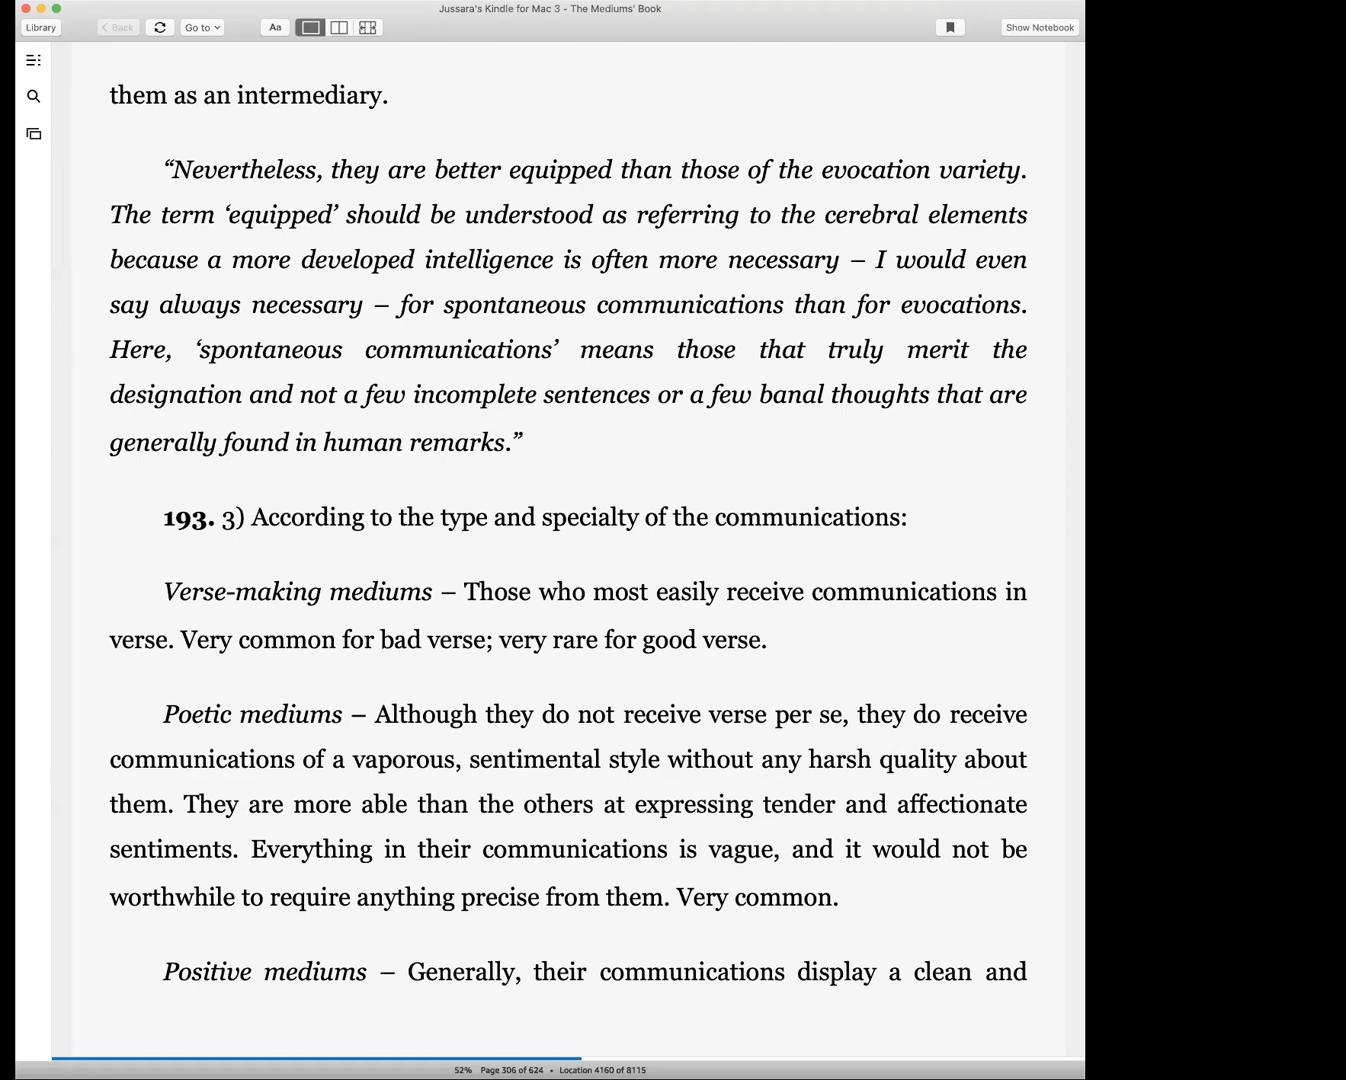 Jussara's Kindle for Mac 3 - The Mediums' Book
Library
Back
Go to
Aa
Show Notebook
them as an intermediary.
“Nevertheless, they are better equipped than those of the evocation variety.
The term ‘equipped’ should be understood as referring to the cerebral elements
because a more developed intelligence is often more necessary – I would even
say always necessary – for spontaneous communications than for evocations.
Here, ‘spontaneous communications’ means those that truly merit the
designation and not a few incomplete sentences or a few banal thoughts that are
generally found in human remarks.”
193. 3) According to the type and specialty of the communications:
Verse-making mediums – Those who most easily receive communications in
verse. Very common for bad verse; very rare for good verse.
Poetic mediums – Although they do not receive verse per se, they do receive
communications of a vaporous, sentimental style without any harsh quality about
them. They are more able than the others at expressing tender and affectionate
sentiments. Everything in their communications is vague, and it would not be
worthwhile to require anything precise from them. Very common.
Positive mediums – Generally, their communications display a clean and
52% Page 306 of 624 • Location 4160 of 8115